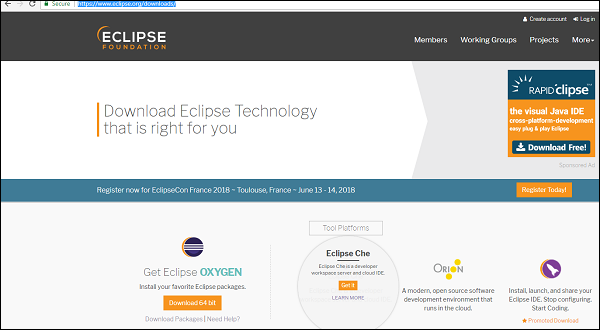 Secure https://www.eclipse.org/downloads/
Create account Log in
ECLIPSE
FOUNDATION
Members Working Groups Projects More
Download Eclipse Technology
that is right for you
RAPID clipse
the visual Java IDE
cross-platform-development
easy plug & play Eclipse
Download Free!
Sponsored Ad
Register now for EclipseCon France 2018 ~ Toulouse, France ~ June 13 - 14, 2018
Register Today!
Tool Platforms
Get Eclipse OXYGEN
Install your favorite Eclipse packages.
Download 64 bit
Download Packages | Need Help?
Eclipse Che
Eclipse Che is a developer
workspace server and cloud IDE.
Get It
LEARN MORE
ORION
A modern, open source software
development environment that
runs in the cloud.
Install, launch, and share your
Eclipse IDE. Stop configuring.
Start Coding.
Promoted Download